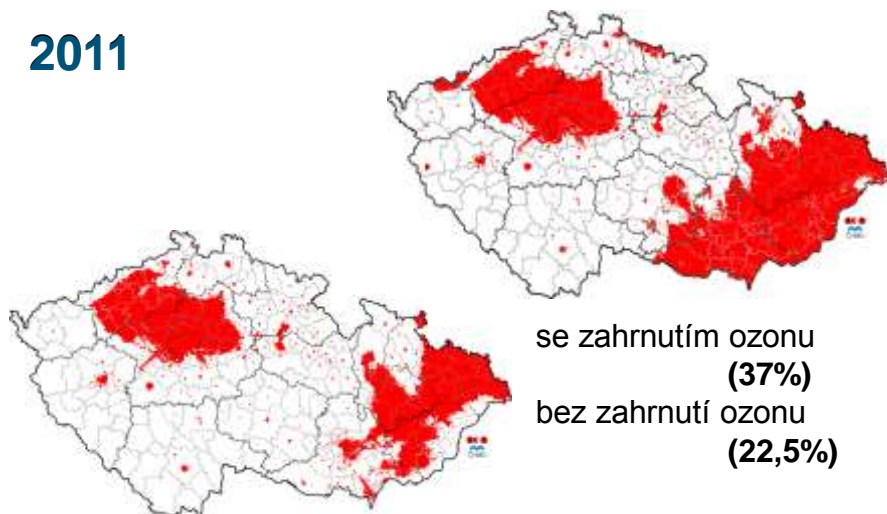 2011
se zahrnutím ozonu
(37%)
bez zahrnutí ozonu
(22,5%)